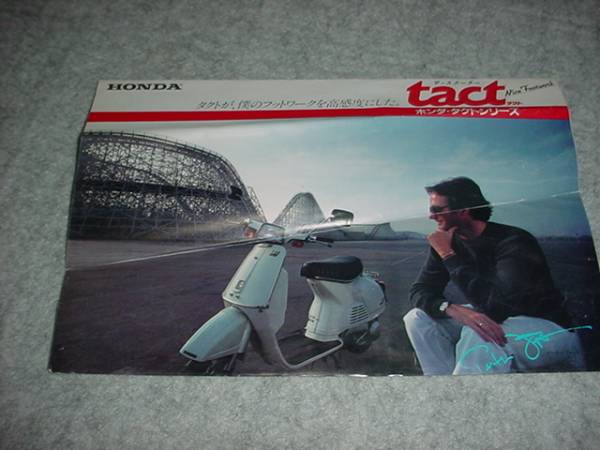 HONDA
ザ・スクーター
タクトが、僕のフットワークを高感度にした。
tact
Nice Footwork
タクト
ホンダ・タクトシリーズ